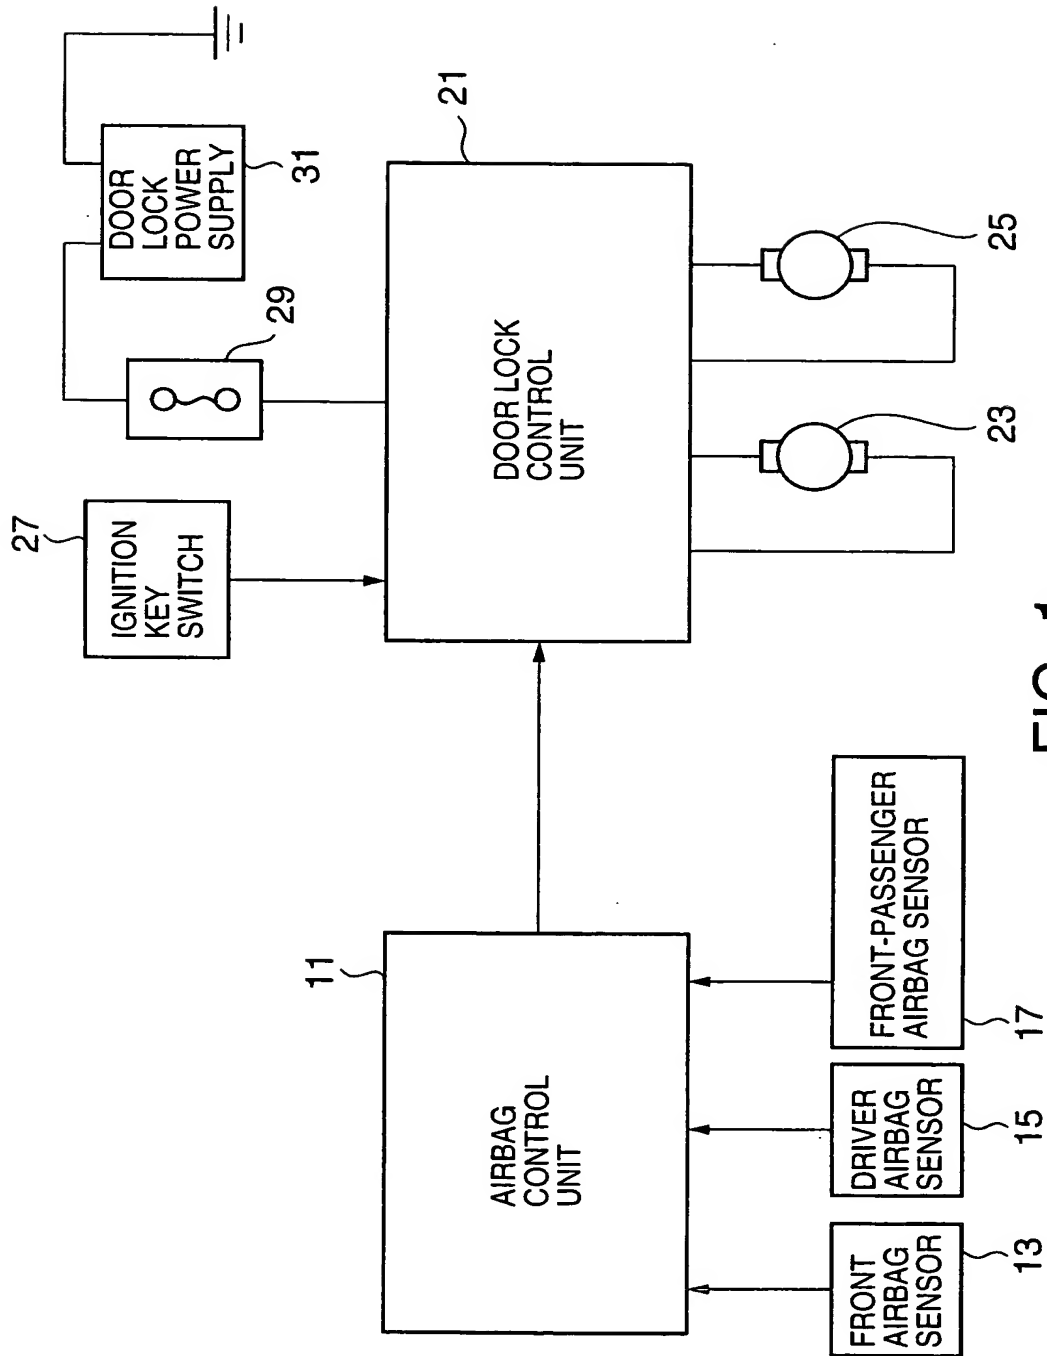 11
AIRBAG
CONTROL
UNIT
FRONT
AIRBAG
SENSOR
13
DRIVER
AIRBAG
SENSOR
15
FRONT-PASSENGER
AIRBAG SENSOR
17
27
IGNITION
KEY
SWITCH
29
DOOR
LOCK
POWER
SUPPLY
31
21
DOOR LOCK
CONTROL
UNIT
23
25